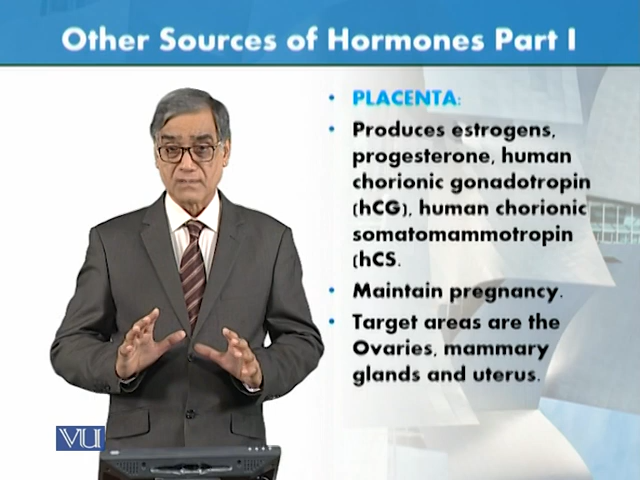 Other Sources of Hormones Part I
• PLACENTA:
• Produces estrogens,
progesterone, human
chorionic gonadotropin
(hCG), human chorionic
somatomammotropin
(hCS.
• Maintain pregnancy.
• Target areas are the
Ovaries, mammary
glands and uterus.
VU